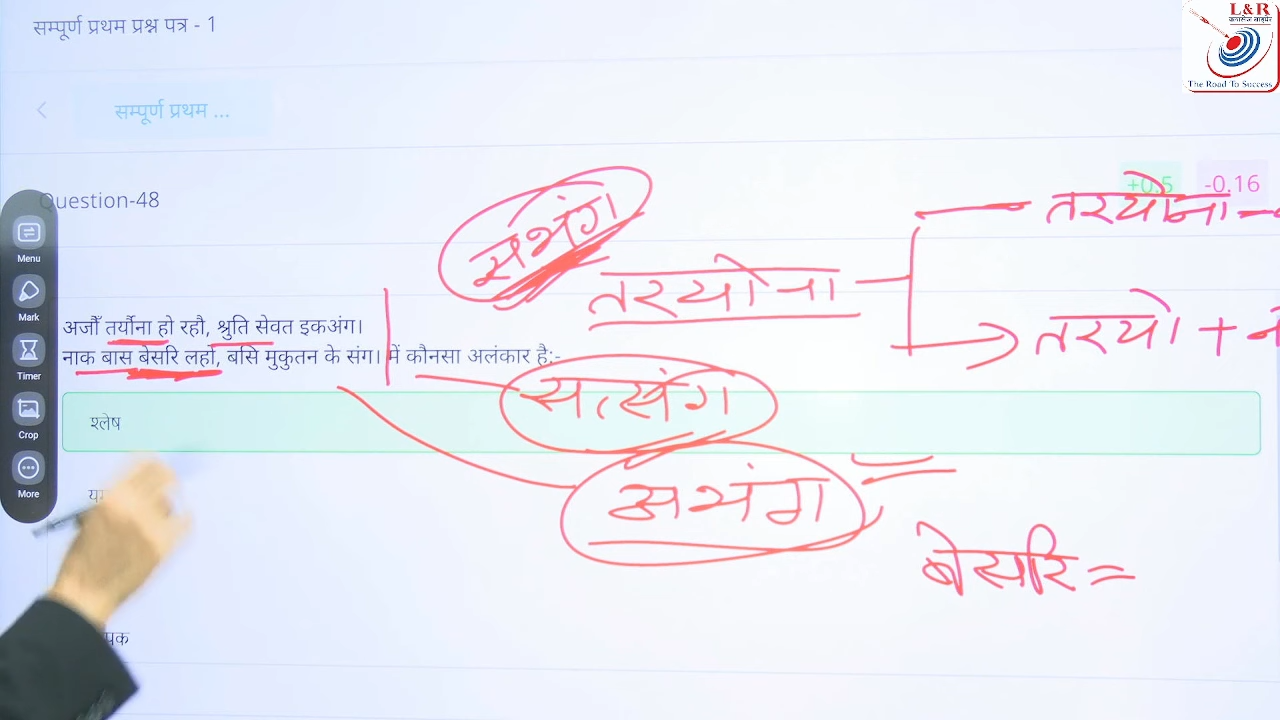 सम्पूर्ण प्रथम प्रश्न पत्र - 1
L&R
The Road To Success
सम्पूर्ण प्रथम ...
Question-48
+0.5 -0.16
Menu
Mark
Timer
Crop
More
सभंग
तरयोना
तरयोना
तरयो +
अजौं तर्यौना हो रहौ, श्रुति सेवत इकअंग।
नाक बास बेसरि लहौ, बसि मुकुतन के संग। में कौनसा अलंकार है:-
सत्संग
श्लेष
अभंग
बेसरि =